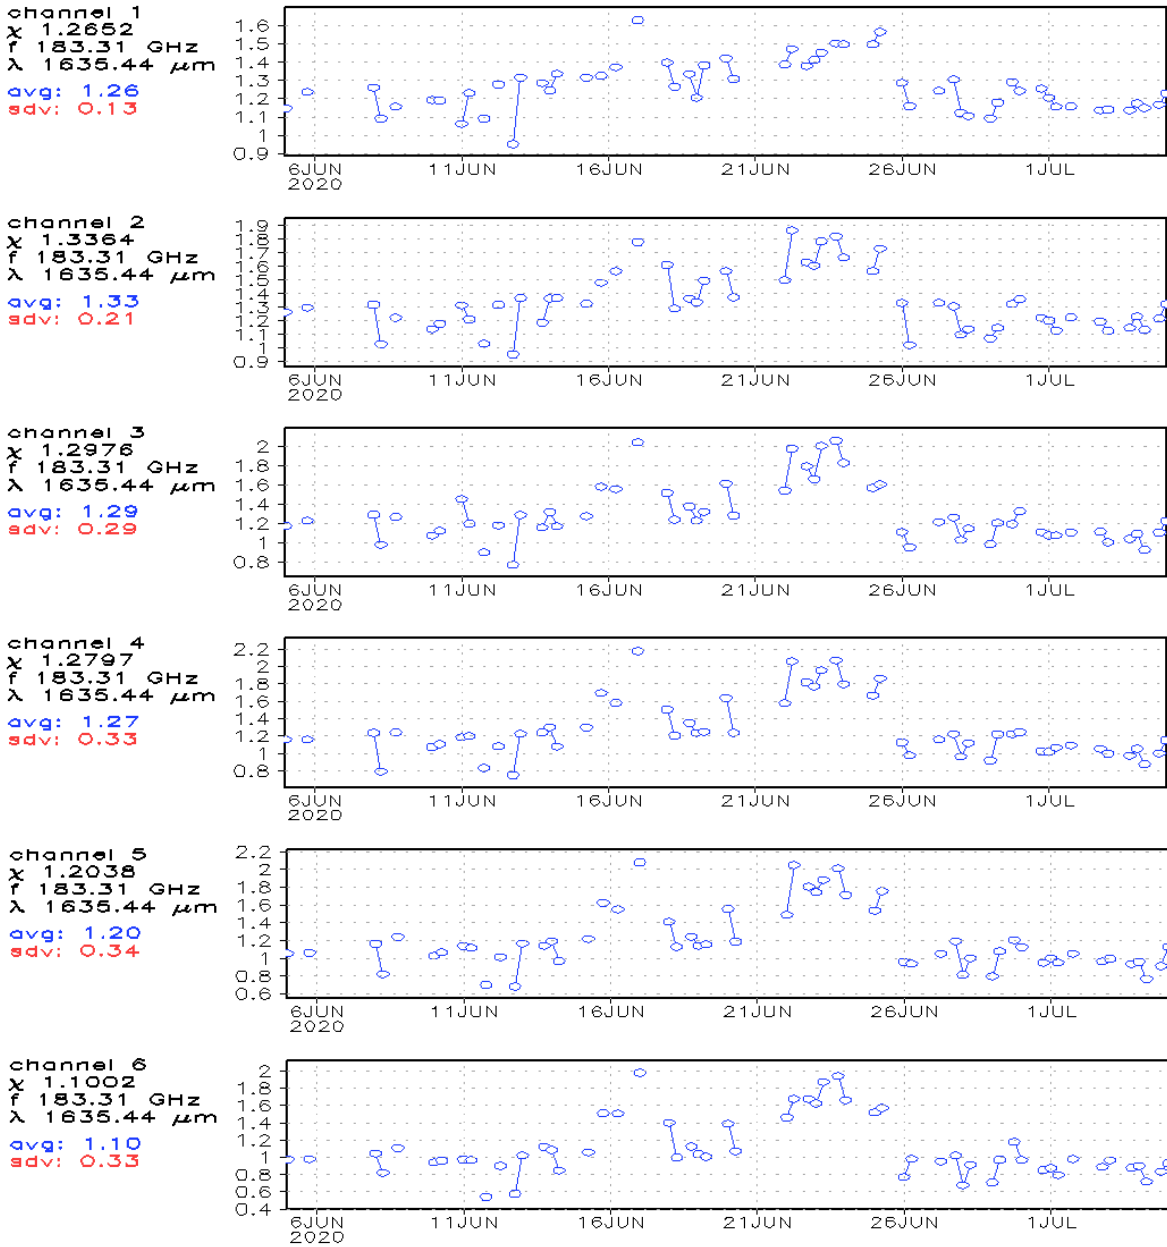 channel 1
χ 1.2652
f 183.31 GHz
λ 1635.44 μm
avg: 1.26
sdv: 0.13
1.6
1.5
1.4
1.3
1.2
1.1
1
0.9
6JUN 11JUN 16JUN 21JUN 26JUN 1JUL
2020
channel 2
χ 1.3364
f 183.31 GHz
λ 1635.44 μm
avg: 1.33
sdv: 0.21
1.9
1.8
1.7
1.6
1.5
1.4
1.3
1.2
1.1
1
0.9
6JUN 11JUN 16JUN 21JUN 26JUN 1JUL
2020
channel 3
χ 1.2976
f 183.31 GHz
λ 1635.44 μm
avg: 1.29
sdv: 0.29
2
1.8
1.6
1.4
1.2
1
0.8
6JUN 11JUN 16JUN 21JUN 26JUN 1JUL
2020
channel 4
χ 1.2797
f 183.31 GHz
λ 1635.44 μm
avg: 1.27
sdv: 0.33
2.2
2
1.8
1.6
1.4
1.2
1
0.8
6JUN 11JUN 16JUN 21JUN 26JUN 1JUL
2020
channel 5
χ 1.2038
f 183.31 GHz
λ 1635.44 μm
avg: 1.20
sdv: 0.34
2.2
2
1.8
1.6
1.4
1.2
1
0.8
0.6
6JUN 11JUN 16JUN 21JUN 26JUN 1JUL
2020
channel 6
χ 1.1002
f 183.31 GHz
λ 1635.44 μm
avg: 1.10
sdv: 0.33
2
1.8
1.6
1.4
1.2
1
0.8
0.6
0.4
6JUN 11JUN 16JUN 21JUN 26JUN 1JUL
2020